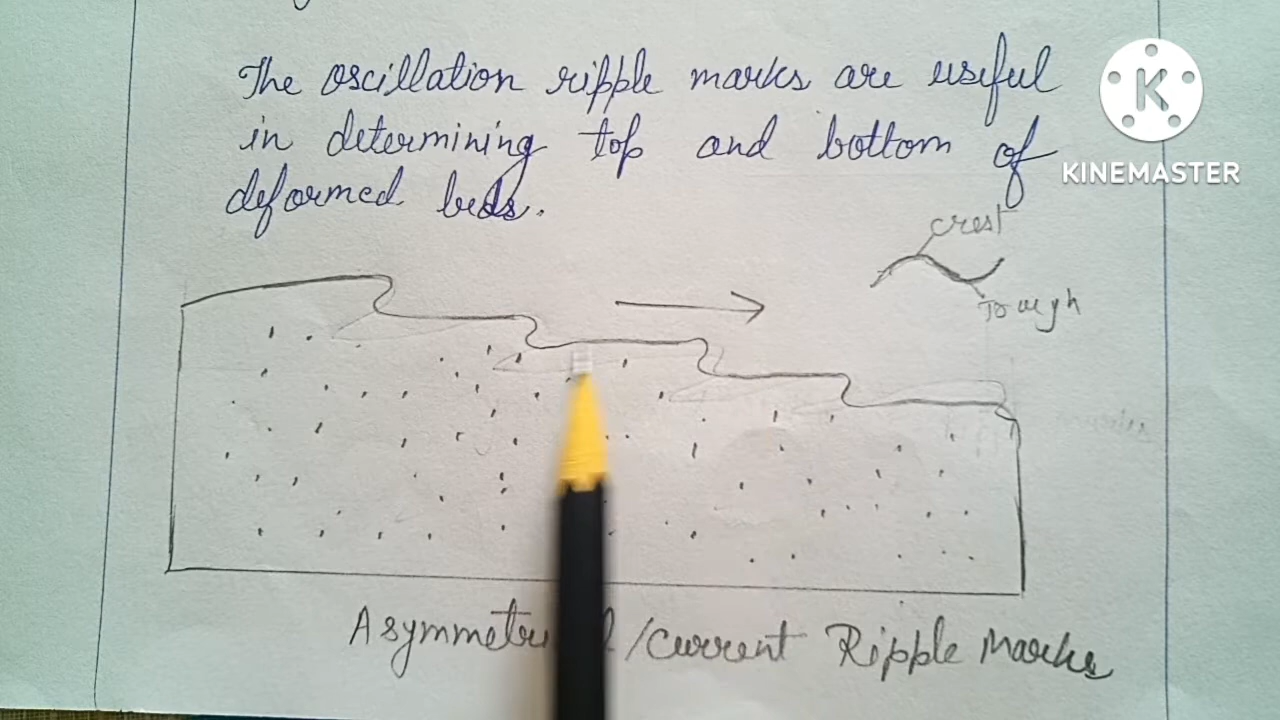 The oscillation ripple marks are useful
in determining top and bottom of
deformed beds.
K
KINEMASTER
Crest
Trough
/Current Ripple Marks